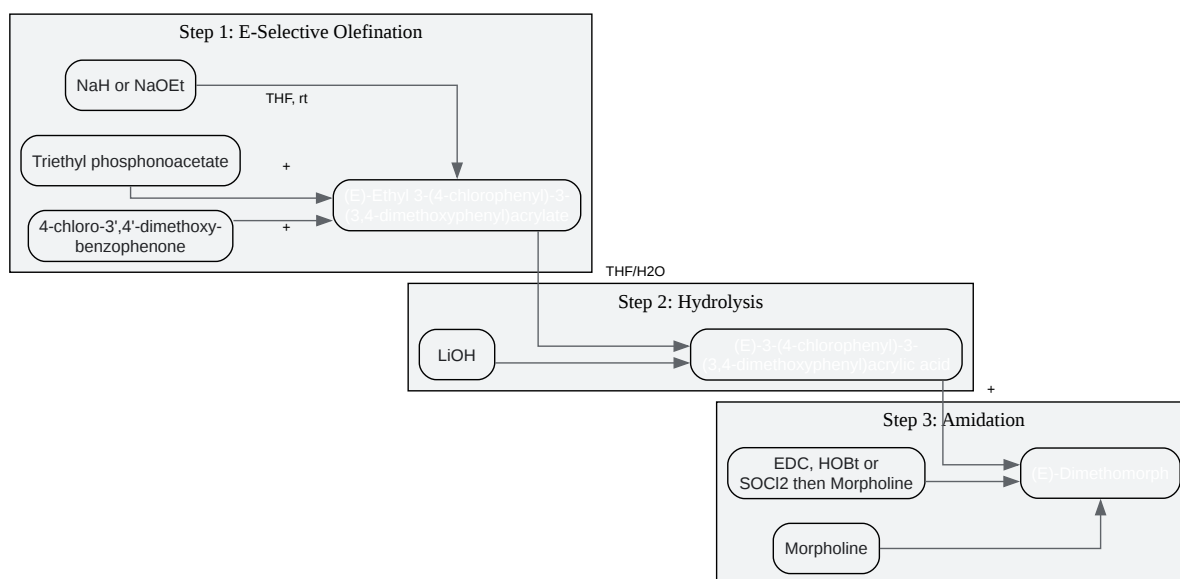 Step 1: E-Selective Olefination
NaH or NaOEt
THF, rt
Triethyl phosphonoacetate
+
(E)-Ethyl 3-(4-chlorophenyl)-3-
(3,4-dimethoxyphenyl)acrylate
4-chloro-3',4'-dimethoxy-
benzophenone
+
THF/H2O
Step 2: Hydrolysis
LiOH
(E)-3-(4-chlorophenyl)-3-
(3,4-dimethoxyphenyl)acrylic acid
+
Step 3: Amidation
EDC, HOBt or
SOCl2 then Morpholine
(E)-Dimethomorph
Morpholine